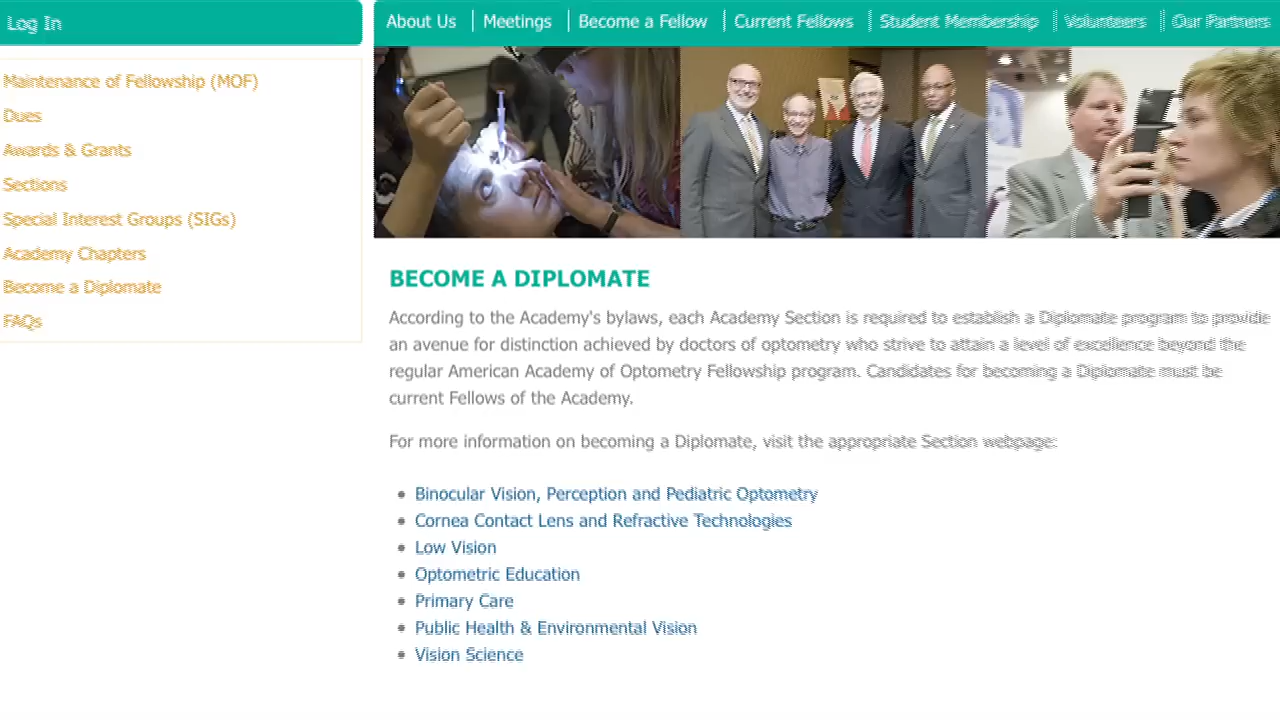 Log In
About Us
Meetings
Become a Fellow
Current Fellows
Student Membership
Volunteers
Our Partners
Maintenance of Fellowship (MOF)
Dues
Awards & Grants
Sections
Special Interest Groups (SIGs)
Academy Chapters
Become a Diplomate
FAQs
BECOME A DIPLOMATE
According to the Academy's bylaws, each Academy Section is required to establish a Diplomate program to provide
an avenue for distinction achieved by doctors of optometry who strive to attain a level of excellence beyond the
regular American Academy of Optometry Fellowship program. Candidates for becoming a Diplomate must be
current Fellows of the Academy.
For more information on becoming a Diplomate, visit the appropriate Section webpage:
Binocular Vision, Perception and Pediatric Optometry
Cornea Contact Lens and Refractive Technologies
Low Vision
Optometric Education
Primary Care
Public Health & Environmental Vision
Vision Science